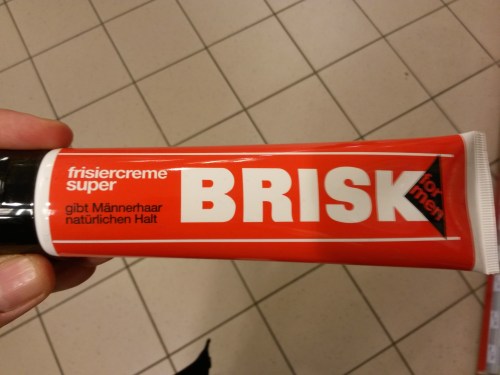 frisiercreme
super
gibt Männerhaar
natürlichen Halt
BRISK
for
men